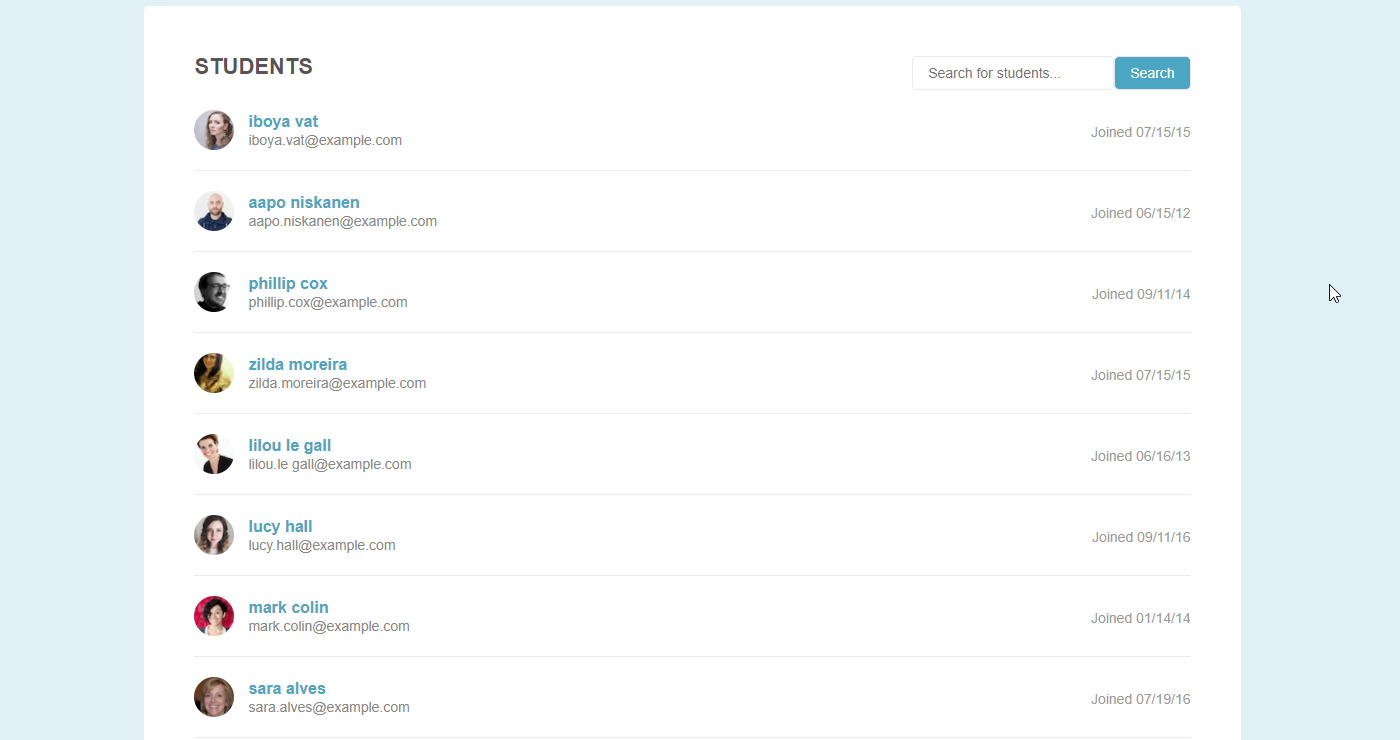 STUDENTS
Search for students...
Search
iboya vat
iboya.vat@example.com
Joined 07/15/15
aapo niskanen
aapo.niskanen@example.com
Joined 06/15/12
phillip cox
phillip.cox@example.com
Joined 09/11/14
zilda moreira
zilda.moreira@example.com
Joined 07/15/15
lilou le gall
lilou.le gall@example.com
Joined 06/16/13
lucy hall
lucy.hall@example.com
Joined 09/11/16
mark colin
mark.colin@example.com
Joined 01/14/14
sara alves
sara.alves@example.com
Joined 07/19/16